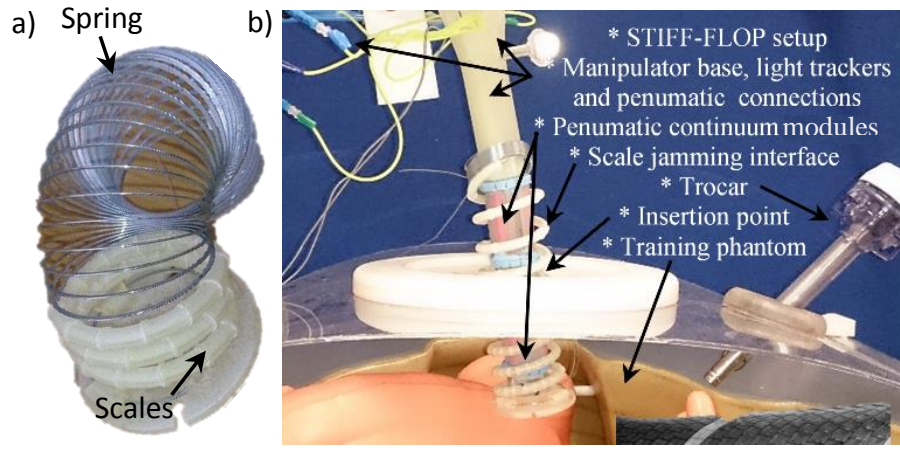 a)
Spring
Scales
b)
* STIFF-FLOP setup
* Manipulator base, light trackers
and penumatic connections
* Penumatic continuum modules
* Scale jamming interface
* Trocar
* Insertion point
* Training phantom